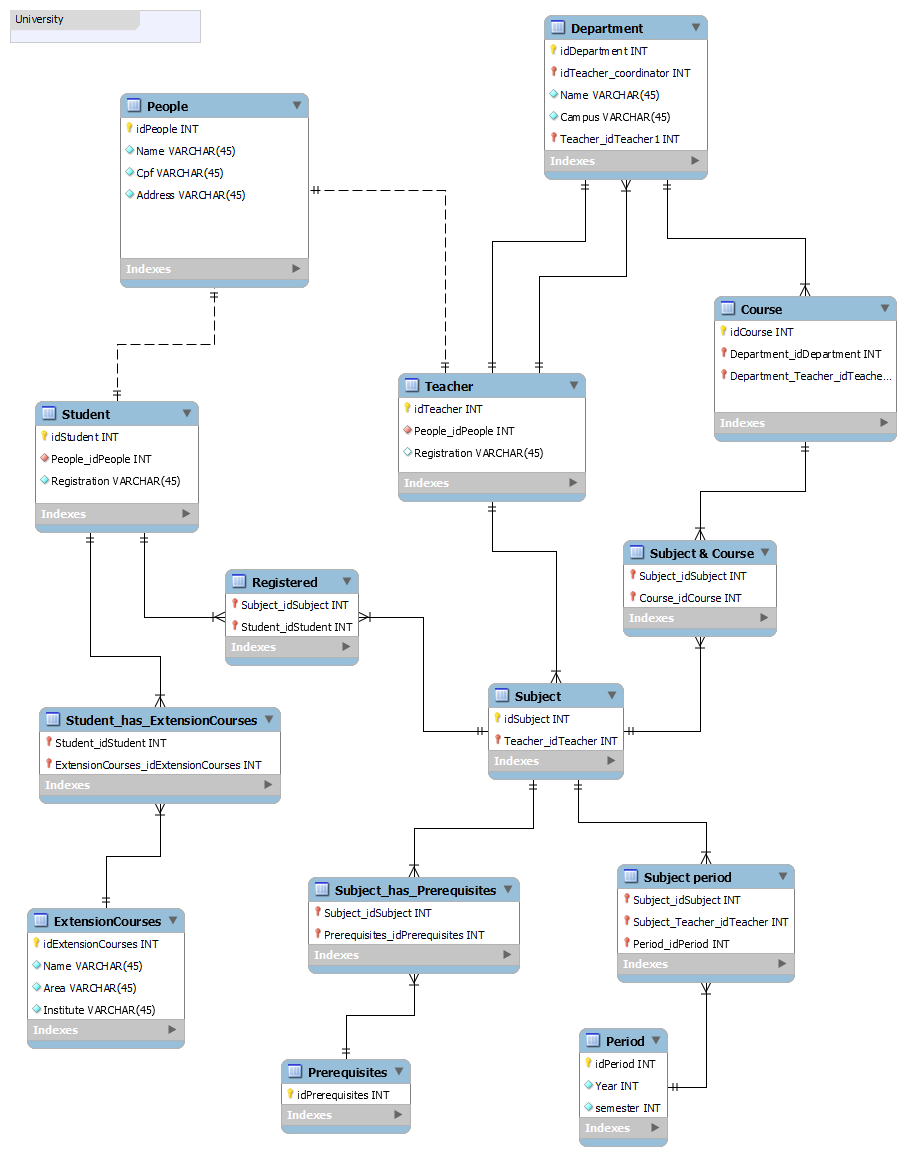 University
Department
idDepartment INT
idTeacher_coordinator INT
Name VARCHAR(45)
Campus VARCHAR(45)
Teacher_idTeacher1 INT
Indexes
People
idPeople INT
Name VARCHAR(45)
Cpf VARCHAR(45)
Address VARCHAR(45)
Indexes
Course
idCourse INT
Department_idDepartment INT
Department_Teacher_idTeache...
Indexes
Teacher
idTeacher INT
People_idPeople INT
Registration VARCHAR(45)
Indexes
Student
idStudent INT
People_idPeople INT
Registration VARCHAR(45)
Indexes
Subject & Course
Subject_idSubject INT
Course_idCourse INT
Indexes
Registered
Subject_idSubject INT
Student_idStudent INT
Indexes
Subject
idSubject INT
Teacher_idTeacher INT
Indexes
Student_has_ExtensionCourses
Student_idStudent INT
ExtensionCourses_idExtensionCourses INT
Indexes
Subject period
Subject_idSubject INT
Subject_Teacher_idTeacher INT
Period_idPeriod INT
Indexes
Subject_has_Prerequisites
Subject_idSubject INT
Prerequisites_idPrerequisites INT
Indexes
ExtensionCourses
idExtensionCourses INT
Name VARCHAR(45)
Area VARCHAR(45)
Institute VARCHAR(45)
Indexes
Period
idPeriod INT
Year INT
semester INT
Indexes
Prerequisites
idPrerequisites INT
Indexes